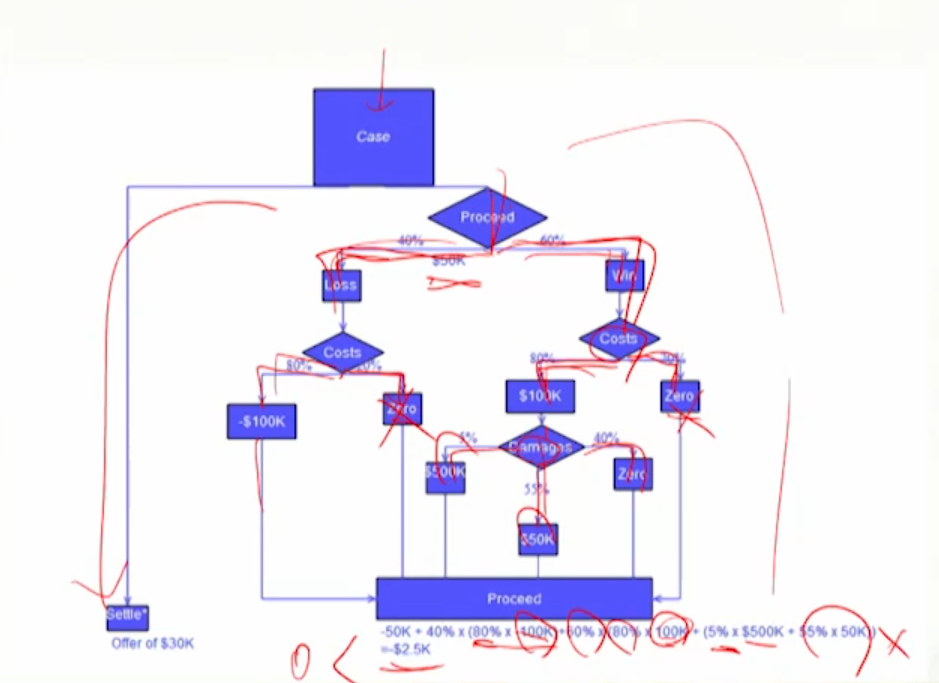 Case
Proceed
40% 60%
$50K
Loss Win
Costs Costs
80% 20% 80% 20%
-$100K Zero $100K Zero
5% Damages 40%
$500K Zero
55%
$50K
Proceed
Settle*
Offer of $30K
-50K + 40% x (80% x -100K) + 60% x (80% x 100K + (5% x $500K + 55% x 50K))
=-$2.5K
0 <